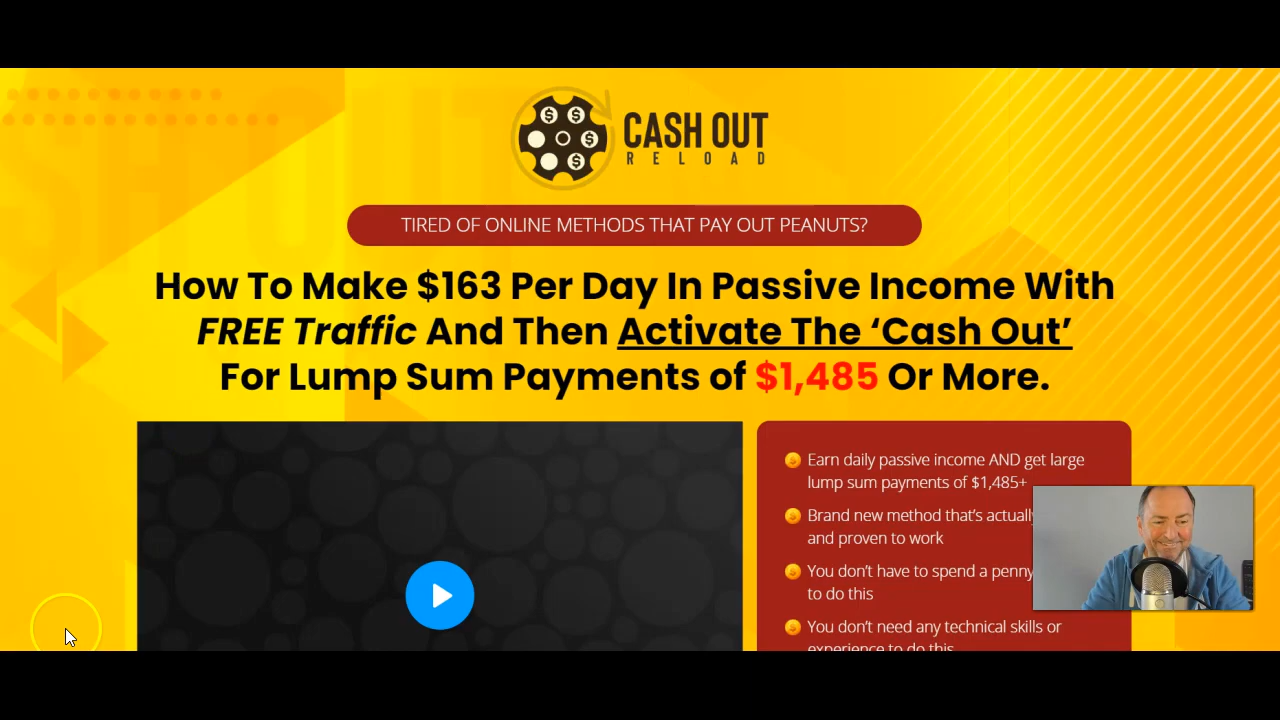 CASH OUT
RELOAD
TIRED OF ONLINE METHODS THAT PAY OUT PEANUTS?
How To Make $163 Per Day In Passive Income With
FREE Traffic And Then Activate The ‘Cash Out’
For Lump Sum Payments of $1,485 Or More.
Earn daily passive income AND get large
lump sum payments of $1,485+
Brand new method that’s actually
and proven to work
You don’t have to spend a penny
to do this
You don’t need any technical skills or
experience to do this